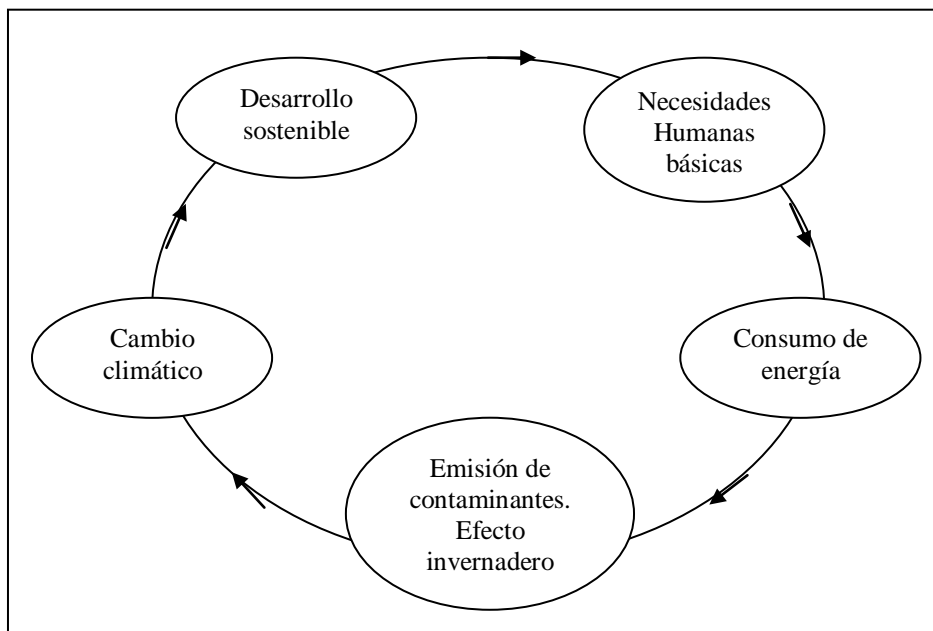 Desarrollo
sostenible
Necesidades
Humanas
básicas
Consumo de
energía
Emisión de
contaminantes.
Efecto
invernadero
Cambio
climático